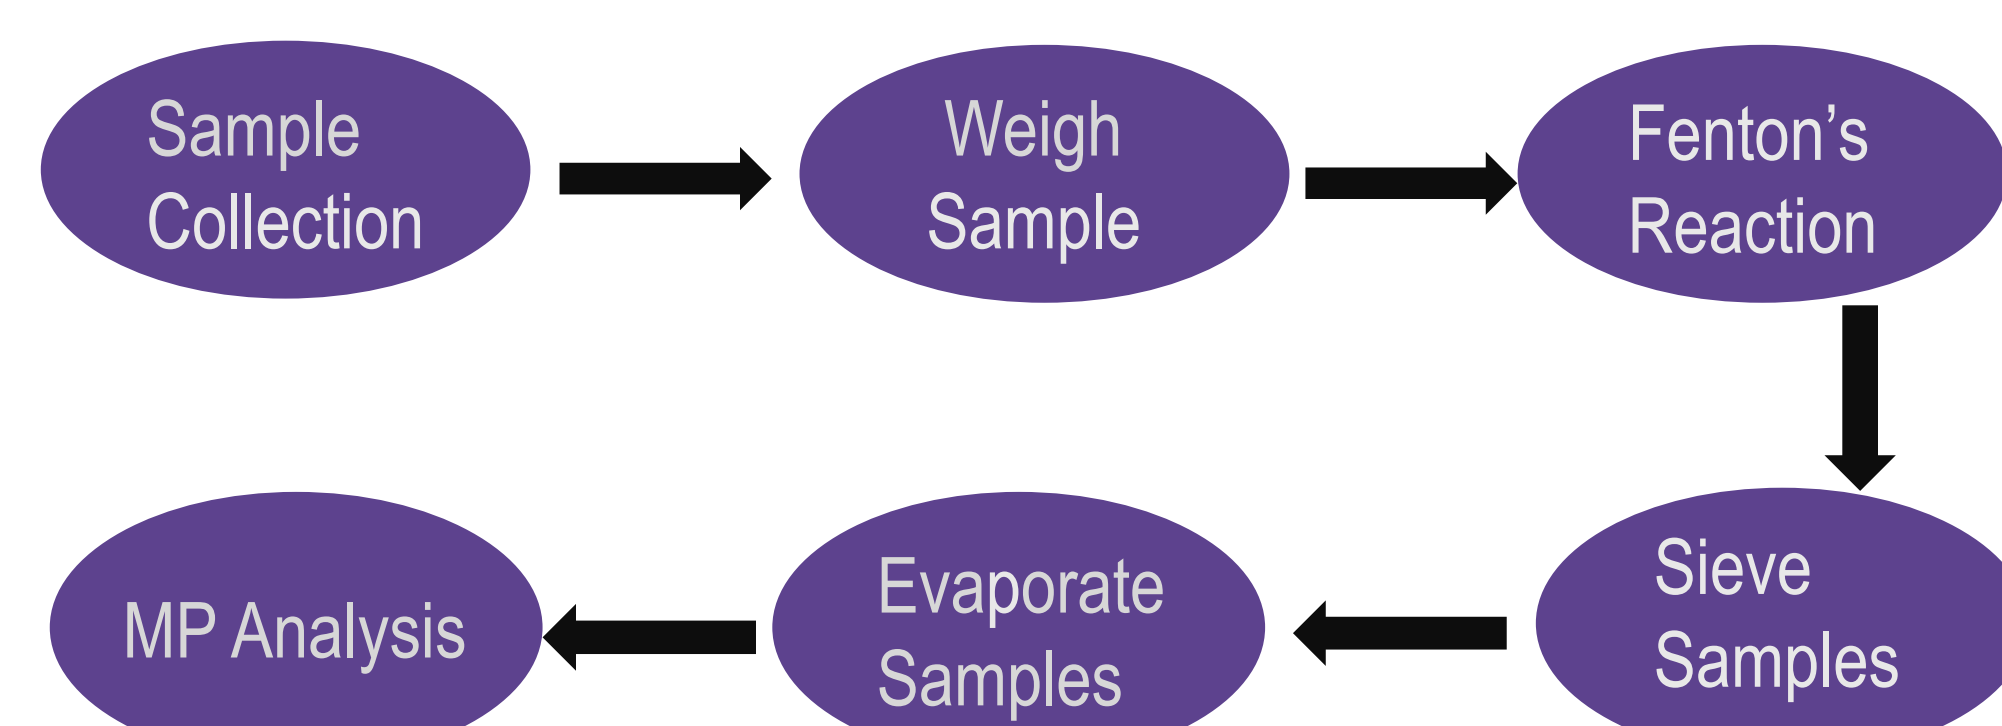 Sample
Collection
Weigh
Sample
Fenton’s
Reaction
Sieve
Samples
Evaporate
Samples
MP Analysis